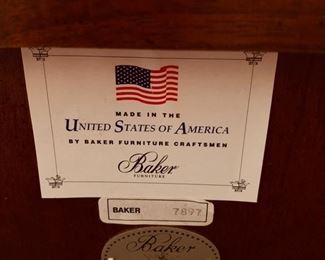 MADE IN THE
UNITED STATES OF AMERICA
BY BAKER FURNITURE CRAFTSMEN
Baker
FURNITURE
BAKER 7897
Baker